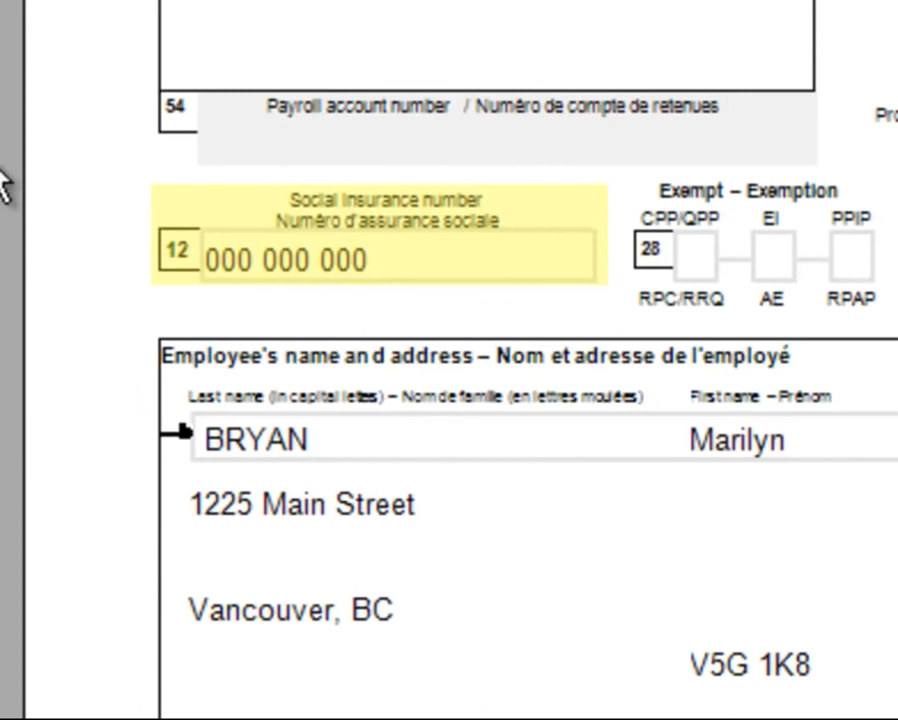 54 Payroll account number / Numéro de compte de retenues
Social insurance number
Numéro d'assurance sociale
12 000 000 000
Exempt – Exemption
CPP/QPP EI PPIP
28
RPC/RRQ AE RPAP
Employee's name and address – Nom et adresse de l'employé
Last name (in capital letters) – Nom de famille (en lettres moulées) First name – Prénom
BRYAN Marilyn
1225 Main Street
Vancouver, BC
V5G 1K8